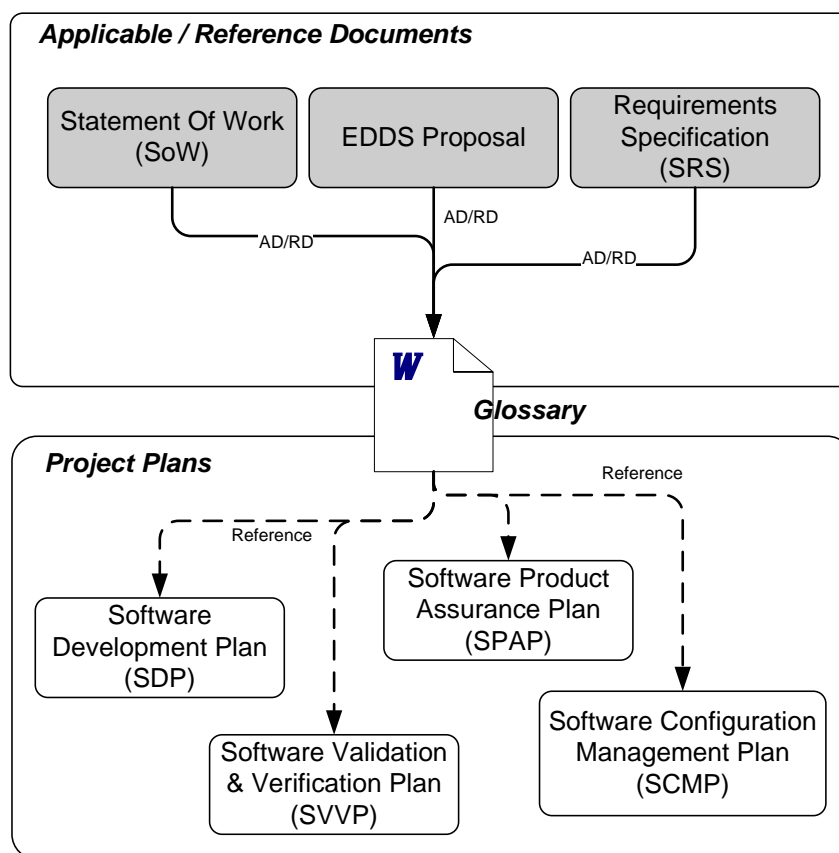 Applicable / Reference Documents
Statement Of Work
(SoW)
EDDS Proposal
Requirements
Specification
(SRS)
AD/RD
AD/RD
AD/RD
W
Glossary
Project Plans
Reference
Reference
Software
Development Plan
(SDP)
Software Validation
& Verification Plan
(SVVP)
Software Product
Assurance Plan
(SPAP)
Software Configuration
Management Plan
(SCMP)